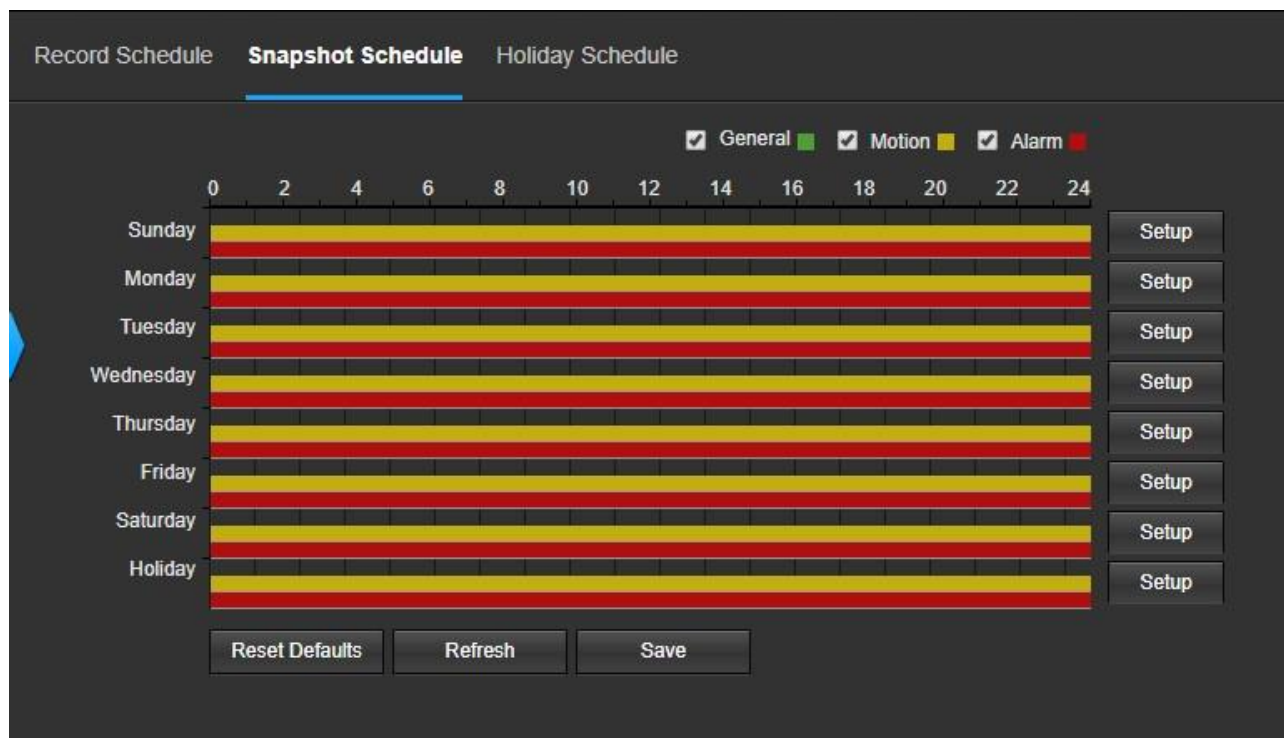 Record Schedule Snapshot Schedule Holiday Schedule
General Motion Alarm
0 2 4 6 8 10 12 14 16 18 20 22 24
Sunday Setup
Monday Setup
Tuesday Setup
Wednesday Setup
Thursday Setup
Friday Setup
Saturday Setup
Holiday Setup
Reset Defaults Refresh Save